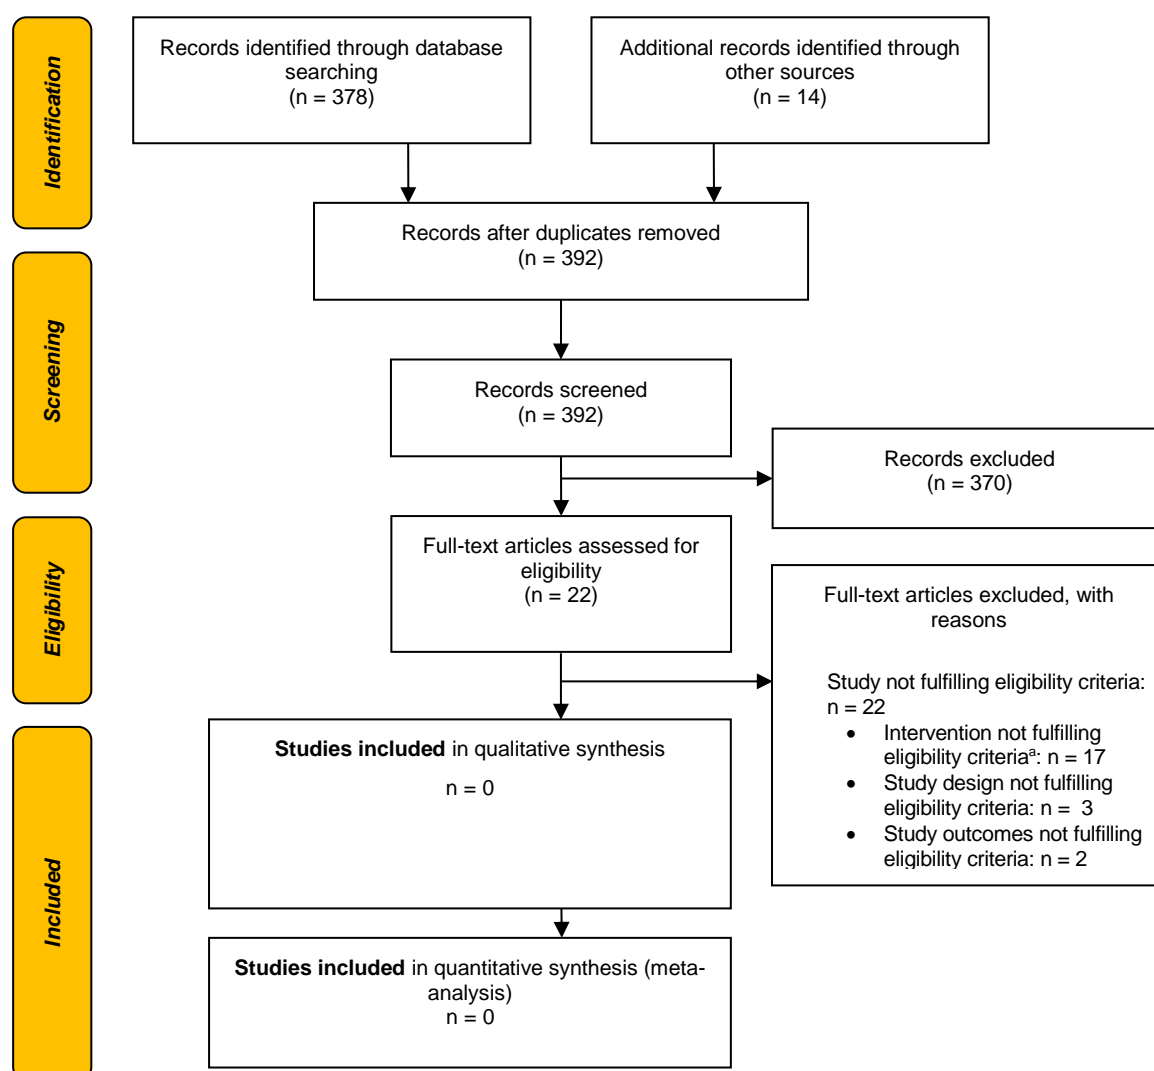 Identification
Records identified through database
searching
(n = 378)
Additional records identified through
other sources
(n = 14)
Records after duplicates removed
(n = 392)
Screening
Records screened
(n = 392)
Records excluded
(n = 370)
Eligibility
Full-text articles assessed for
eligibility
(n = 22)
Full-text articles excluded, with
reasons
Study not fulfilling eligibility criteria:
n = 22
• Intervention not fulfilling
eligibility criteriaᵃ: n = 17
• Study design not fulfilling
eligibility criteria: n = 3
• Study outcomes not fulfilling
eligibility criteria: n = 2
Included
Studies included in qualitative synthesis
n = 0
Studies included in quantitative synthesis (meta-
analysis)
n = 0